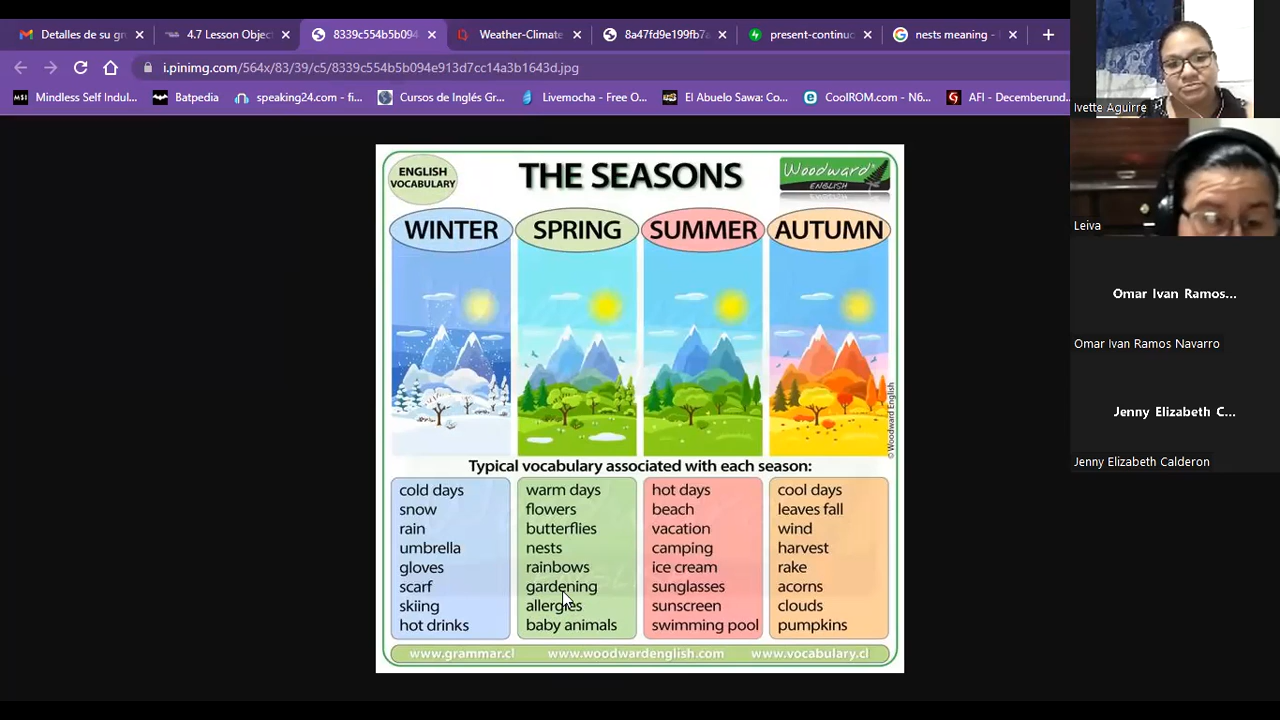 Detalles de su gn
4.7 Lesson Objec
8339c554b5b094
Weather-Climate
8a47fd9e199fb7a
present-continuo
nests meaning -
i.pinimg.com/564x/83/39/c5/8339c554b5b094e913d7cc14a3b1643d.jpg
MSI Mindless Self Indul...
Batpedia
speaking24.com - fi...
Cursos de Inglés Gr...
Livemocha - Free O...
El Abuelo Sawa: Co...
CoolROM.com - N6...
AFI - Decemberund
ENGLISH
VOCABULARY
THE SEASONS
Woodward®
ENGLISH
WINTER
SPRING
SUMMER
AUTUMN
©Woodward English
Typical vocabulary associated with each season:
cold days
snow
rain
umbrella
gloves
scarf
skiing
hot drinks
warm days
flowers
butterflies
nests
rainbows
gardening
allergies
baby animals
hot days
beach
vacation
camping
ice cream
sunglasses
sunscreen
swimming pool
cool days
leaves fall
wind
harvest
rake
acorns
clouds
pumpkins
www.grammar.cl
www.woodwardenglish.com
www.vocabulary.cl
Ivette Aguirre
Leiva
Omar Ivan Ramos...
Omar Ivan Ramos Navarro
Jenny Elizabeth C...
Jenny Elizabeth Calderon